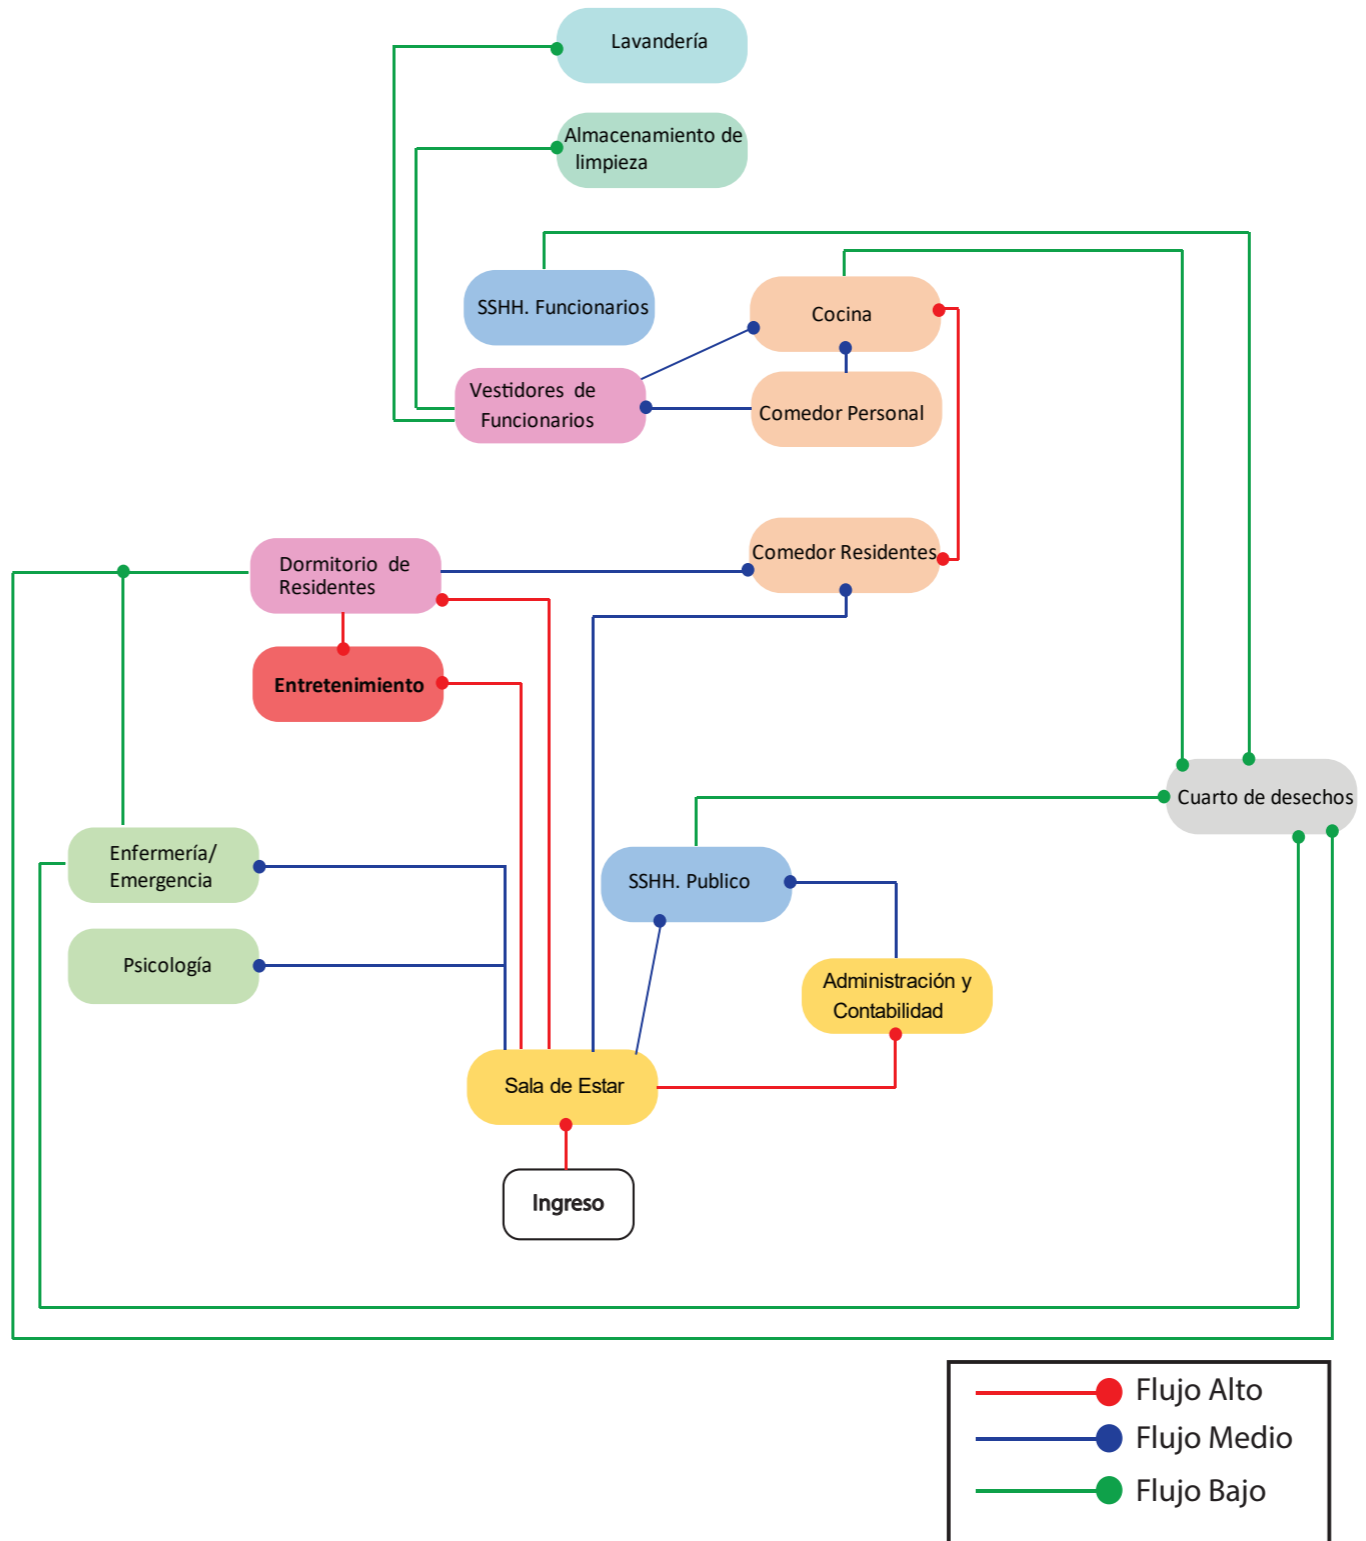 Lavandería
Almacenamiento de
limpieza
SSHH. Funcionarios
Cocina
Vestidores de
Funcionarios
Comedor Personal
Dormitorio de
Residentes
Comedor Residentes
Entretenimiento
Cuarto de desechos
Enfermería/
Emergencia
SSHH. Publico
Psicología
Administración y
Contabilidad
Sala de Estar
Ingreso
Flujo Alto
Flujo Medio
Flujo Bajo